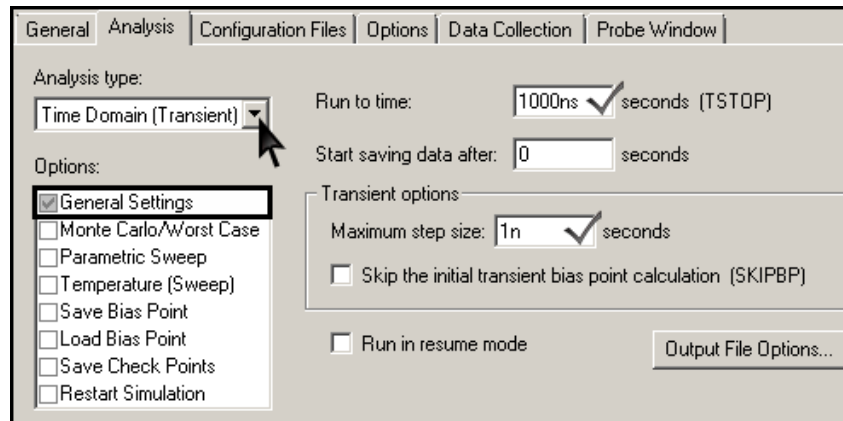 General Analysis Configuration Files Options Data Collection Probe Window
Analysis type:
Time Domain (Transient)
Options:
General Settings
Monte Carlo/Worst Case
Parametric Sweep
Temperature (Sweep)
Save Bias Point
Load Bias Point
Save Check Points
Restart Simulation
Run to time: 1000ns seconds (TSTOP)
Start saving data after: 0 seconds
Transient options
Maximum step size: 1n seconds
Skip the initial transient bias point calculation (SKIPBP)
Run in resume mode
Output File Options...